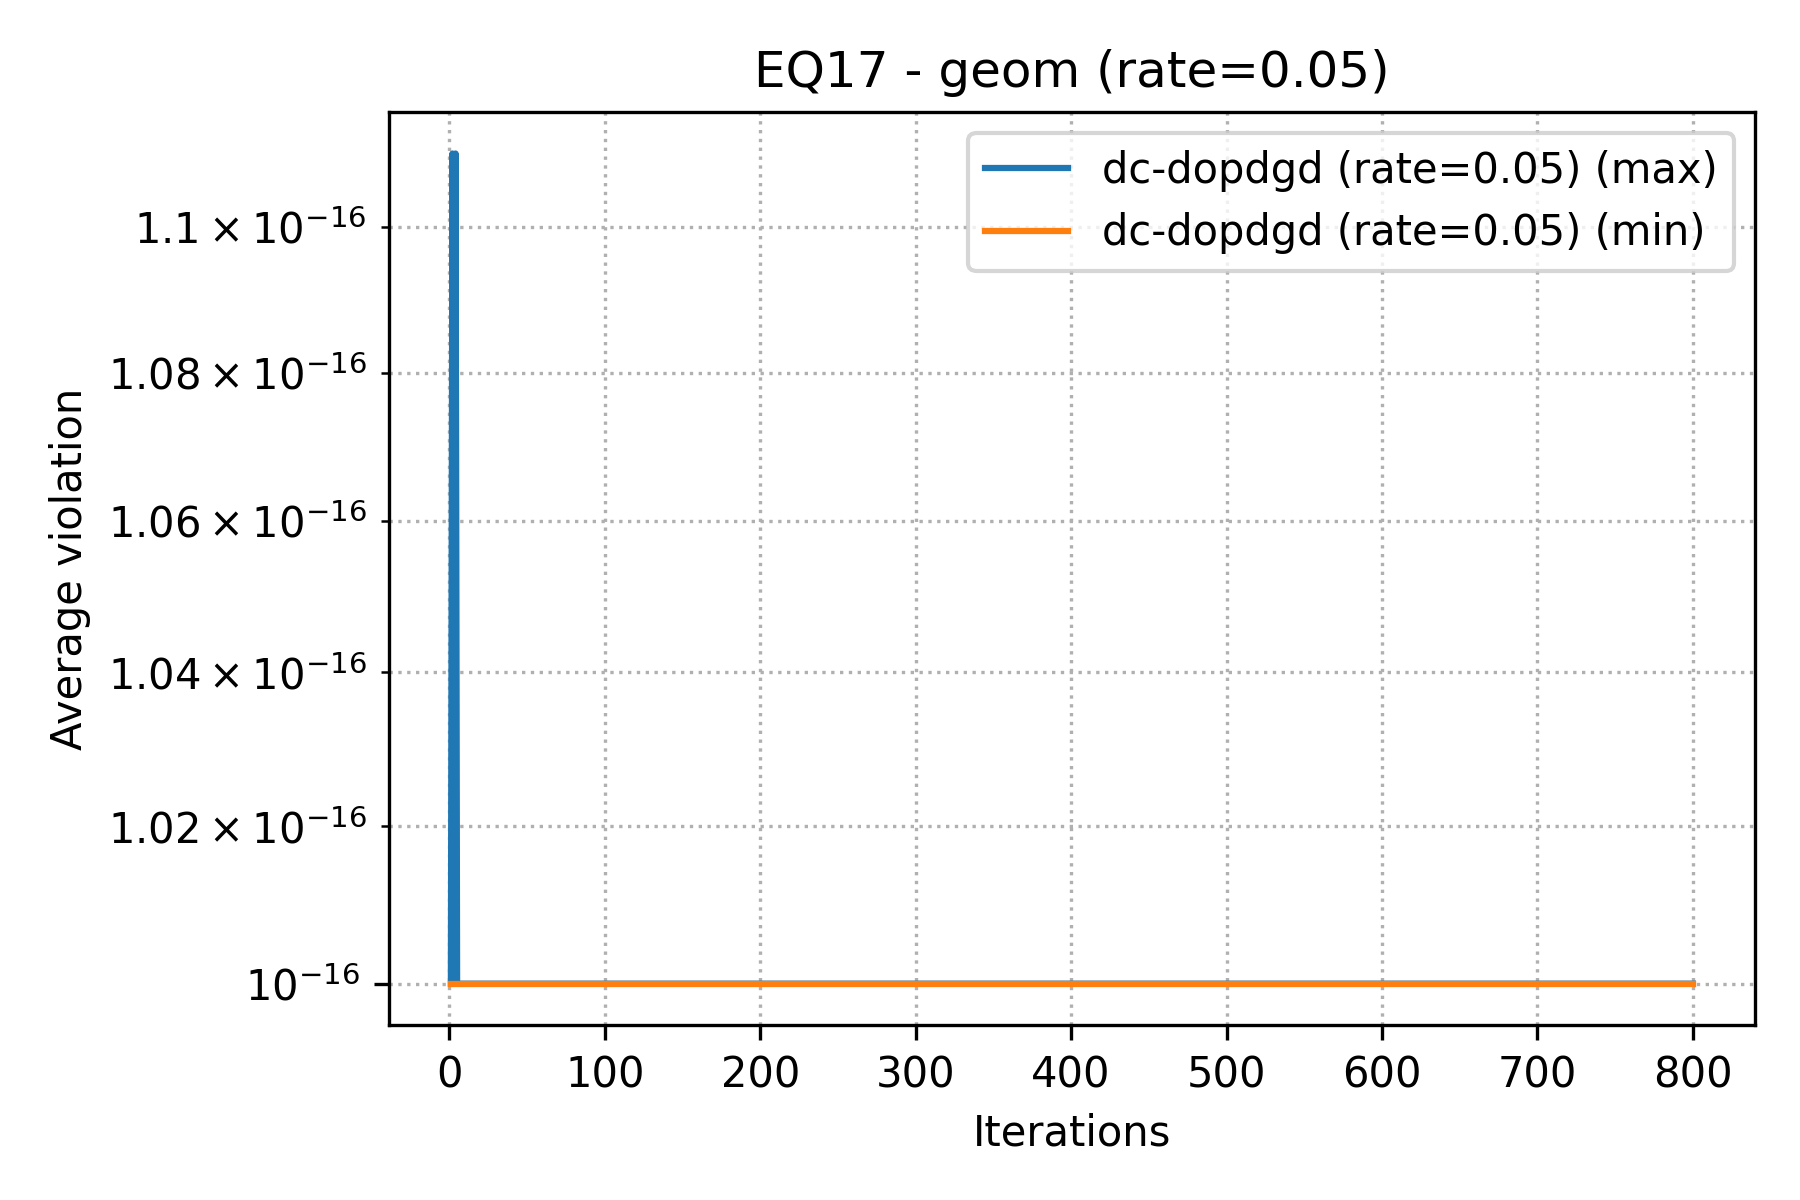 EQ17 - geom (rate=0.05)
dc-dopdgd (rate=0.05) (max)
dc-dopdgd (rate=0.05) (min)
Average violation
1.1 × 10⁻¹⁶
1.08 × 10⁻¹⁶
1.06 × 10⁻¹⁶
1.04 × 10⁻¹⁶
1.02 × 10⁻¹⁶
10⁻¹⁶
0 100 200 300 400 500 600 700 800
Iterations